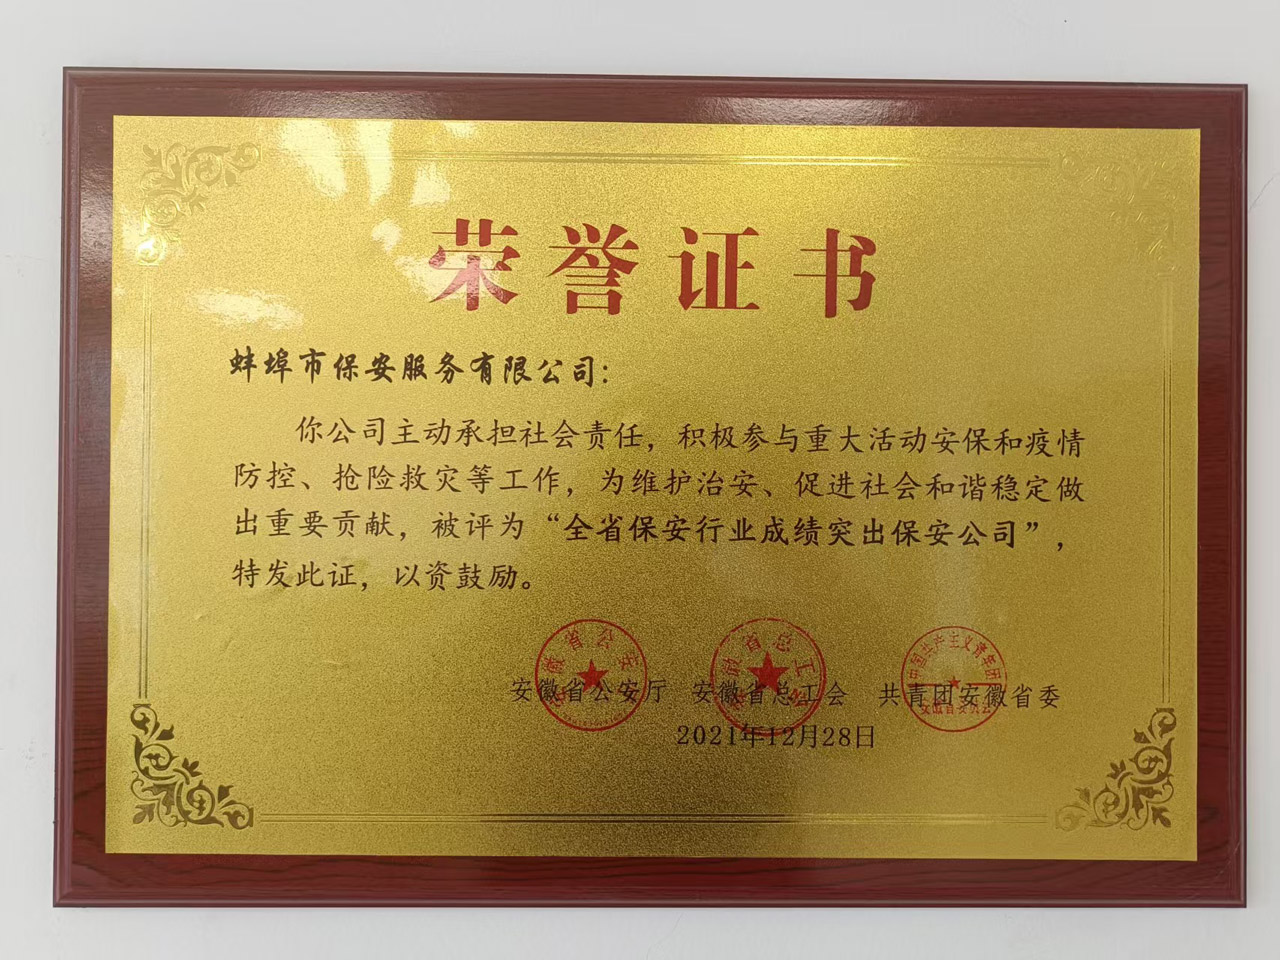 荣誉证书
蚌埠市保安服务有限公司：
你公司主动承担社会责任，积极参与重大活动安保和疫情
防控、抢险救灾等工作，为维护治安、促进社会和谐稳定做
出重要贡献，被评为“全省保安行业成绩突出保安公司”，
特发此证，以资鼓励。
安徽省公安厅 安徽省总工会 共青团安徽省委
2021年12月28日